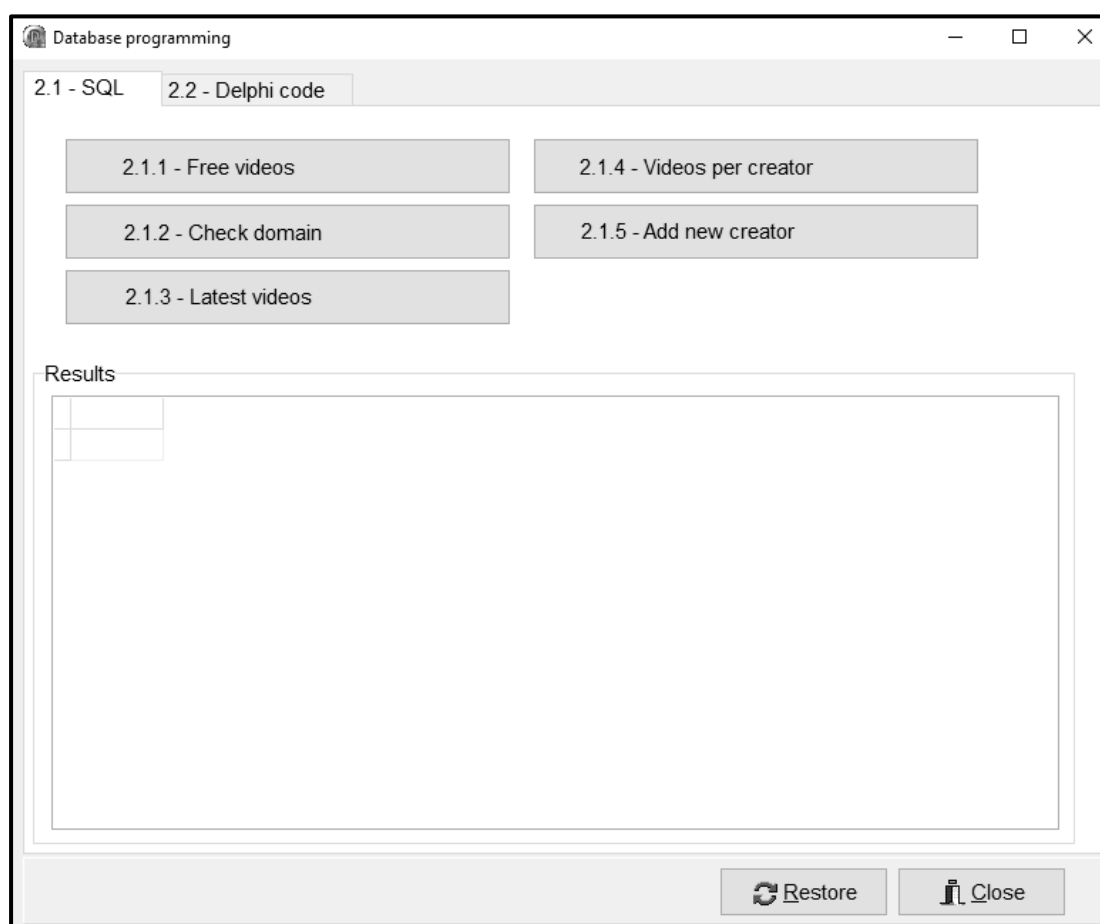 Database programming
2.1 - SQL 2.2 - Delphi code
2.1.1 - Free videos 2.1.4 - Videos per creator
2.1.2 - Check domain 2.1.5 - Add new creator
2.1.3 - Latest videos
Results
Restore Close